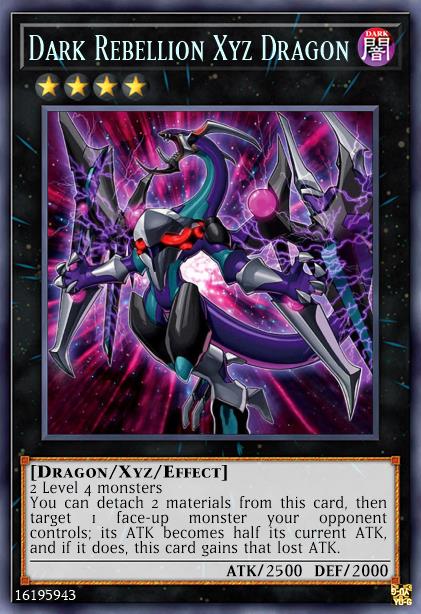 Dark Rebellion Xyz Dragon
DARK
闇
[Dragon/Xyz/Effect]
2 Level 4 monsters
You can detach 2 materials from this card, then
target 1 face-up monster your opponent
controls; its ATK becomes half its current ATK,
and if it does, this card gains that lost ATK.
ATK/2500 DEF/2000
16195943